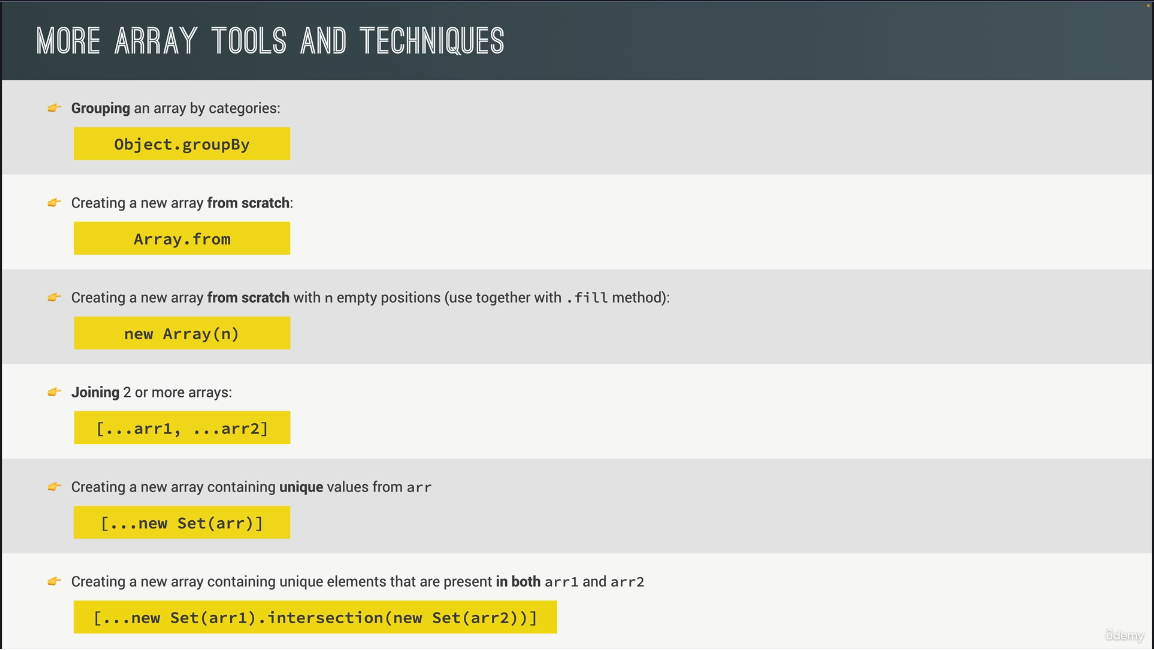 MORE ARRAY TOOLS AND TECHNIQUES
Grouping an array by categories:
Object.groupBy
Creating a new array from scratch:
Array.from
Creating a new array from scratch with n empty positions (use together with .fill method):
new Array(n)
Joining 2 or more arrays:
[...arr1, ...arr2]
Creating a new array containing unique values from arr
[...new Set(arr)]
Creating a new array containing unique elements that are present in both arr1 and arr2
[...new Set(arr1).intersection(new Set(arr2))]
ûdemy